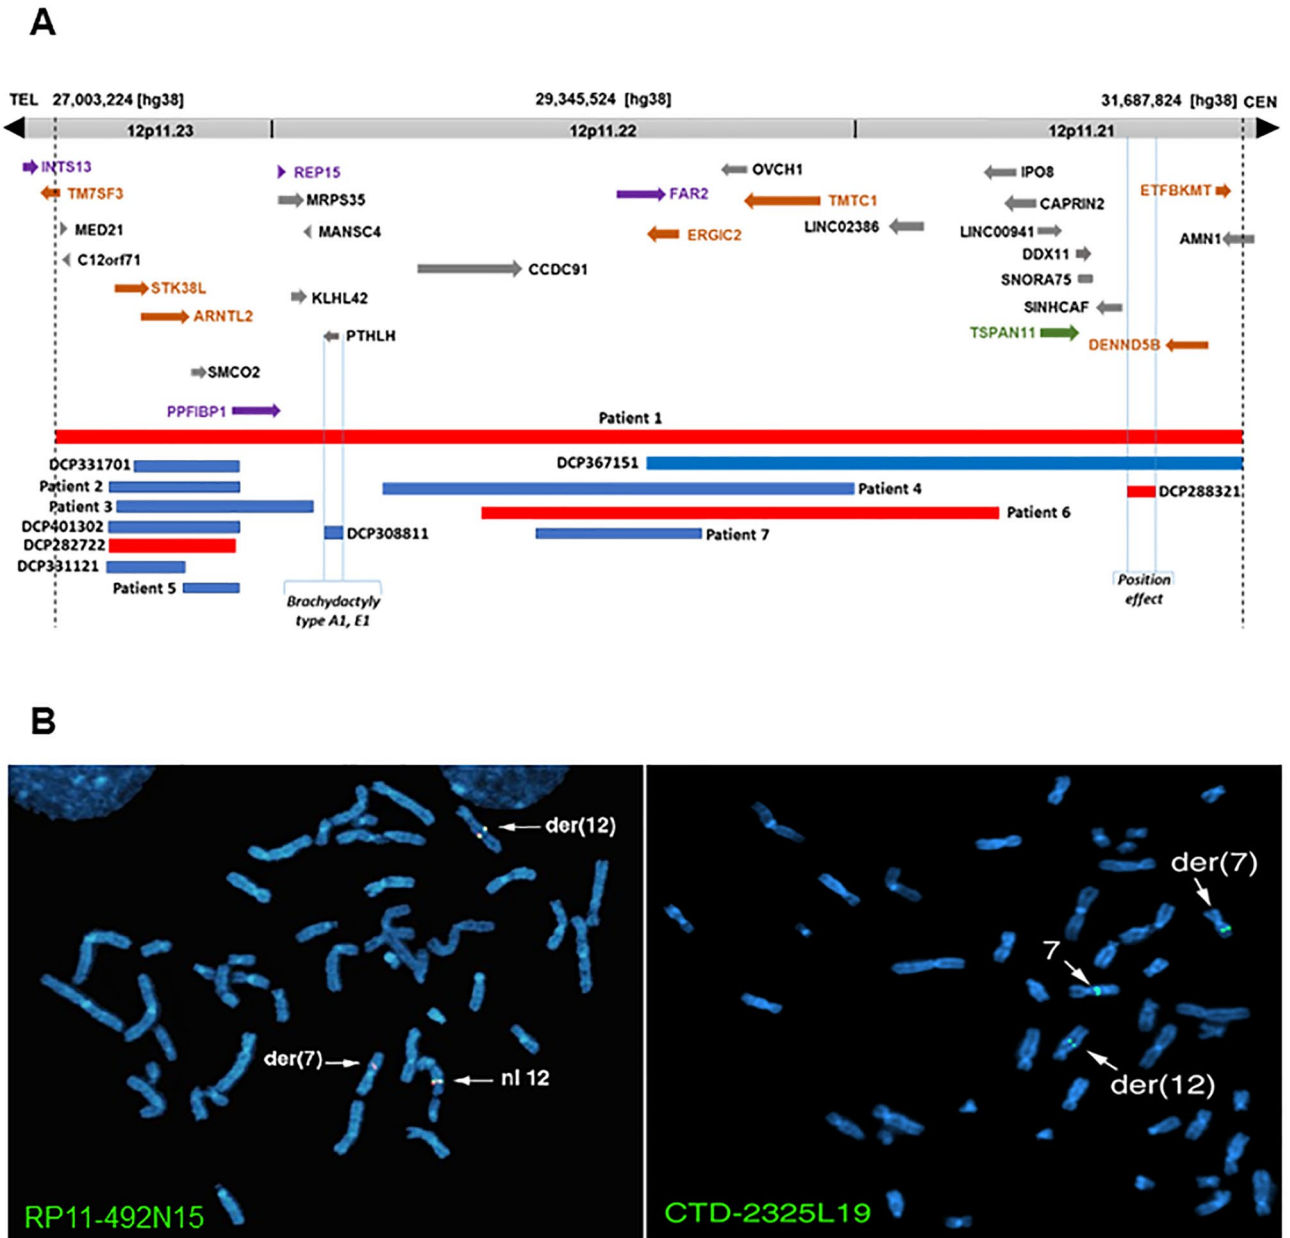 A
TEL 27,003,224 [hg38] 29,345,524 [hg38] 31,687,824 [hg38] CEN
12p11.23 12p11.22 12p11.21
INTS13 REP15 OVCH1 IPO8
TM7SF3 MRPS35 FAR2 TMTC1 CAPRIN2 ETFBKMT
MED21 MANSC4 ERGIC2 LINC02386 LINC00941 AMN1
C12orf71 CCDC91 DDX11
STK38L KLHL42 SNORA75
ARNTL2 SINHCAF
PTHLH TSPAN11 DENND5B
SMCO2
PPFIBP1
Patient 1
DCP331701 DCP367151
Patient 2 Patient 4 DCP288321
Patient 3 Patient 6
DCP401302 DCP308811 Patient 7
DCP282722
DCP331121
Patient 5
Brachydactyly
type A1, E1
Position
effect
B
der(12)
der(7)
nl 12
RP11-492N15
der(7)
7
der(12)
CTD-2325L19